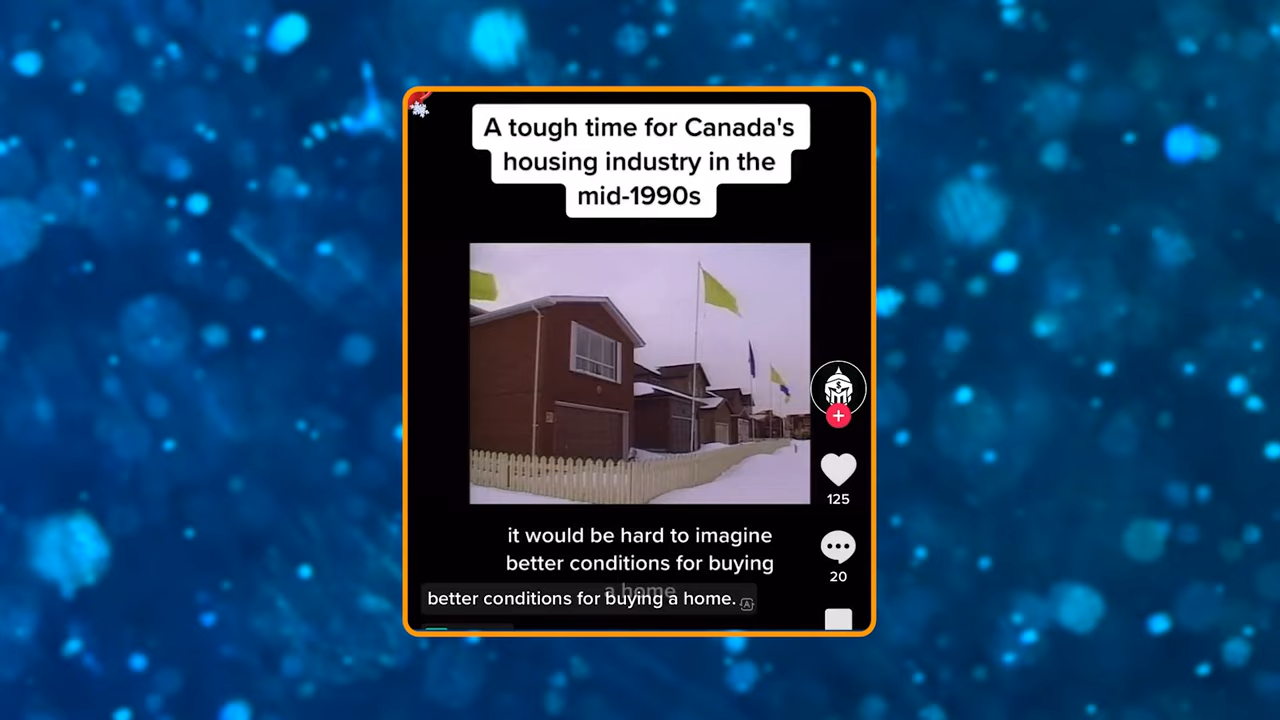 A tough time for Canada's
housing industry in the
mid-1990s
125
20
it would be hard to imagine
better conditions for buying
a home
better conditions for buying a home.